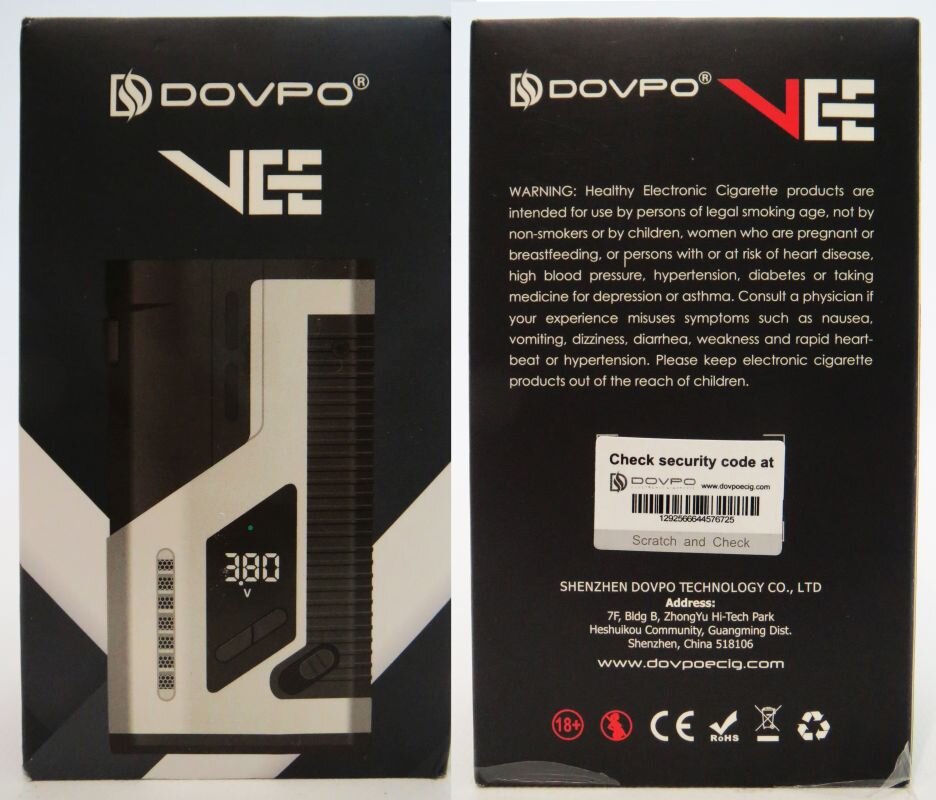 DOVPO®
VEE
3.80
V
DOVPO® VEE
WARNING: Healthy Electronic Cigarette products are
intended for use by persons of legal smoking age, not by
non-smokers or by children, women who are pregnant or
breastfeeding, or persons with or at risk of heart disease,
high blood pressure, hypertension, diabetes or taking
medicine for depression or asthma. Consult a physician if
your experience misuses symptoms such as nausea,
vomiting, dizziness, diarrhea, weakness and rapid heart-
beat or hypertension. Please keep electronic cigarette
products out of the reach of children.
Check security code at
DOVPO www.dovpoecig.com
1292566644576725
Scratch and Check
SHENZHEN DOVPO TECHNOLOGY CO., LTD
Address:
7F, Bldg B, ZhongYu Hi-Tech Park
Heshuikou Community, Guangming Dist.
Shenzhen, China 518106
www.dovpoecig.com
18+ CE RoHS